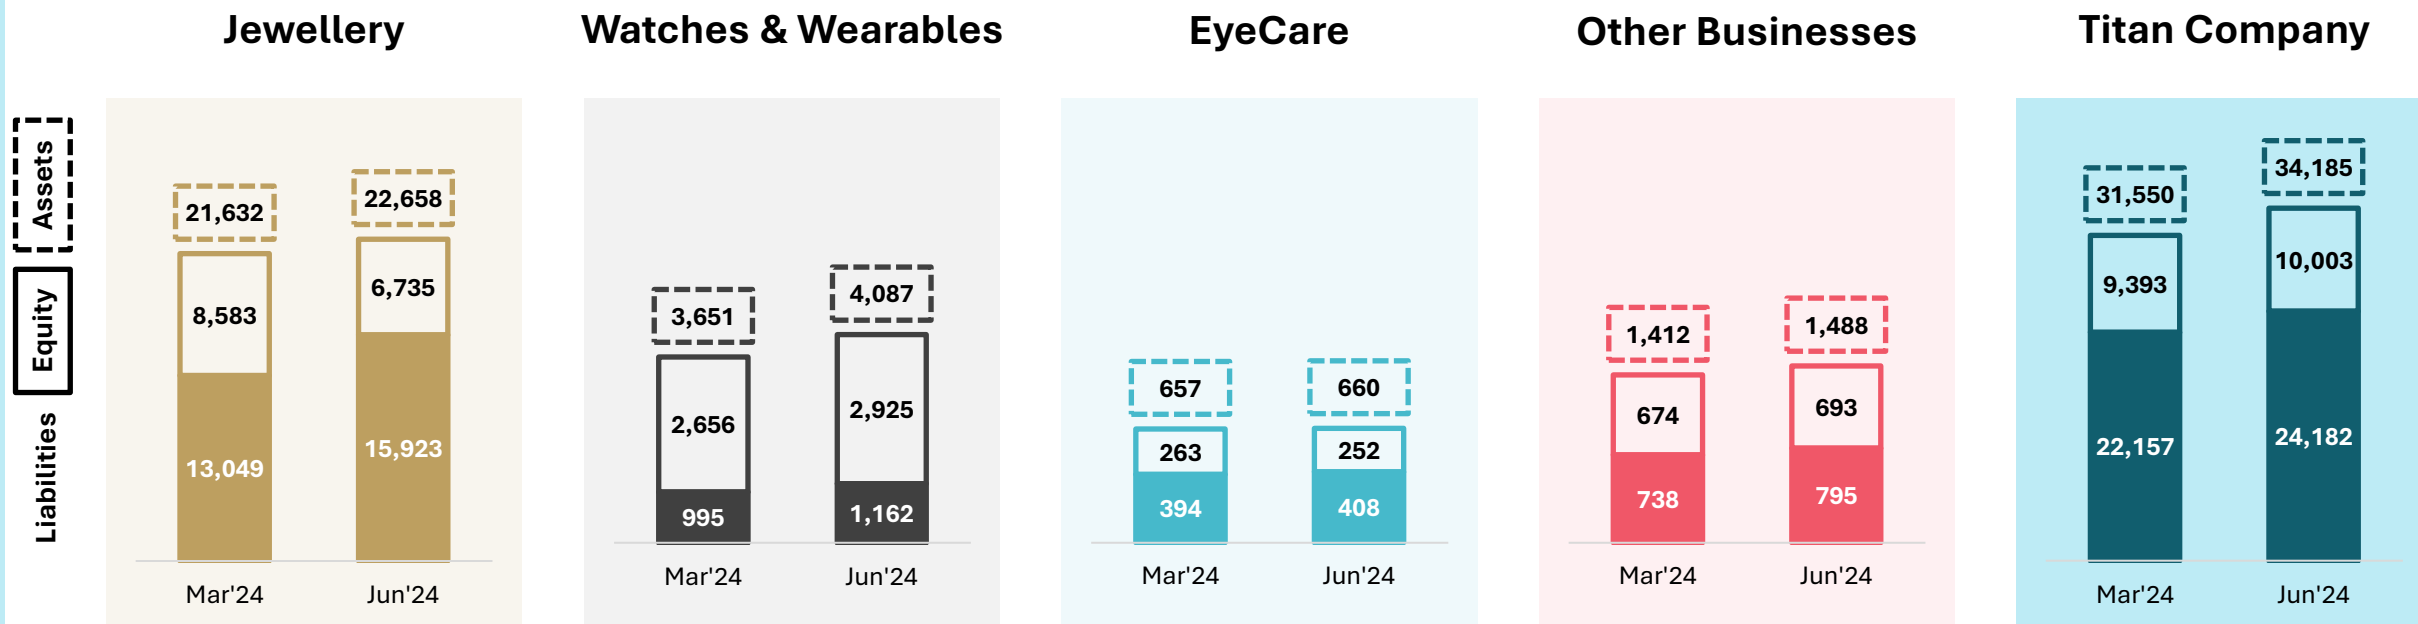 Jewellery
Watches & Wearables
EyeCare
Other Businesses
Titan Company
Assets
Equity
Liabilities
21,632
22,658
8,583
6,735
13,049
15,923
Mar'24
Jun'24
3,651
4,087
2,656
2,925
995
1,162
Mar'24
Jun'24
657
660
263
252
394
408
Mar'24
Jun'24
1,412
1,488
674
693
738
795
Mar'24
Jun'24
31,550
34,185
9,393
10,003
22,157
24,182
Mar'24
Jun'24